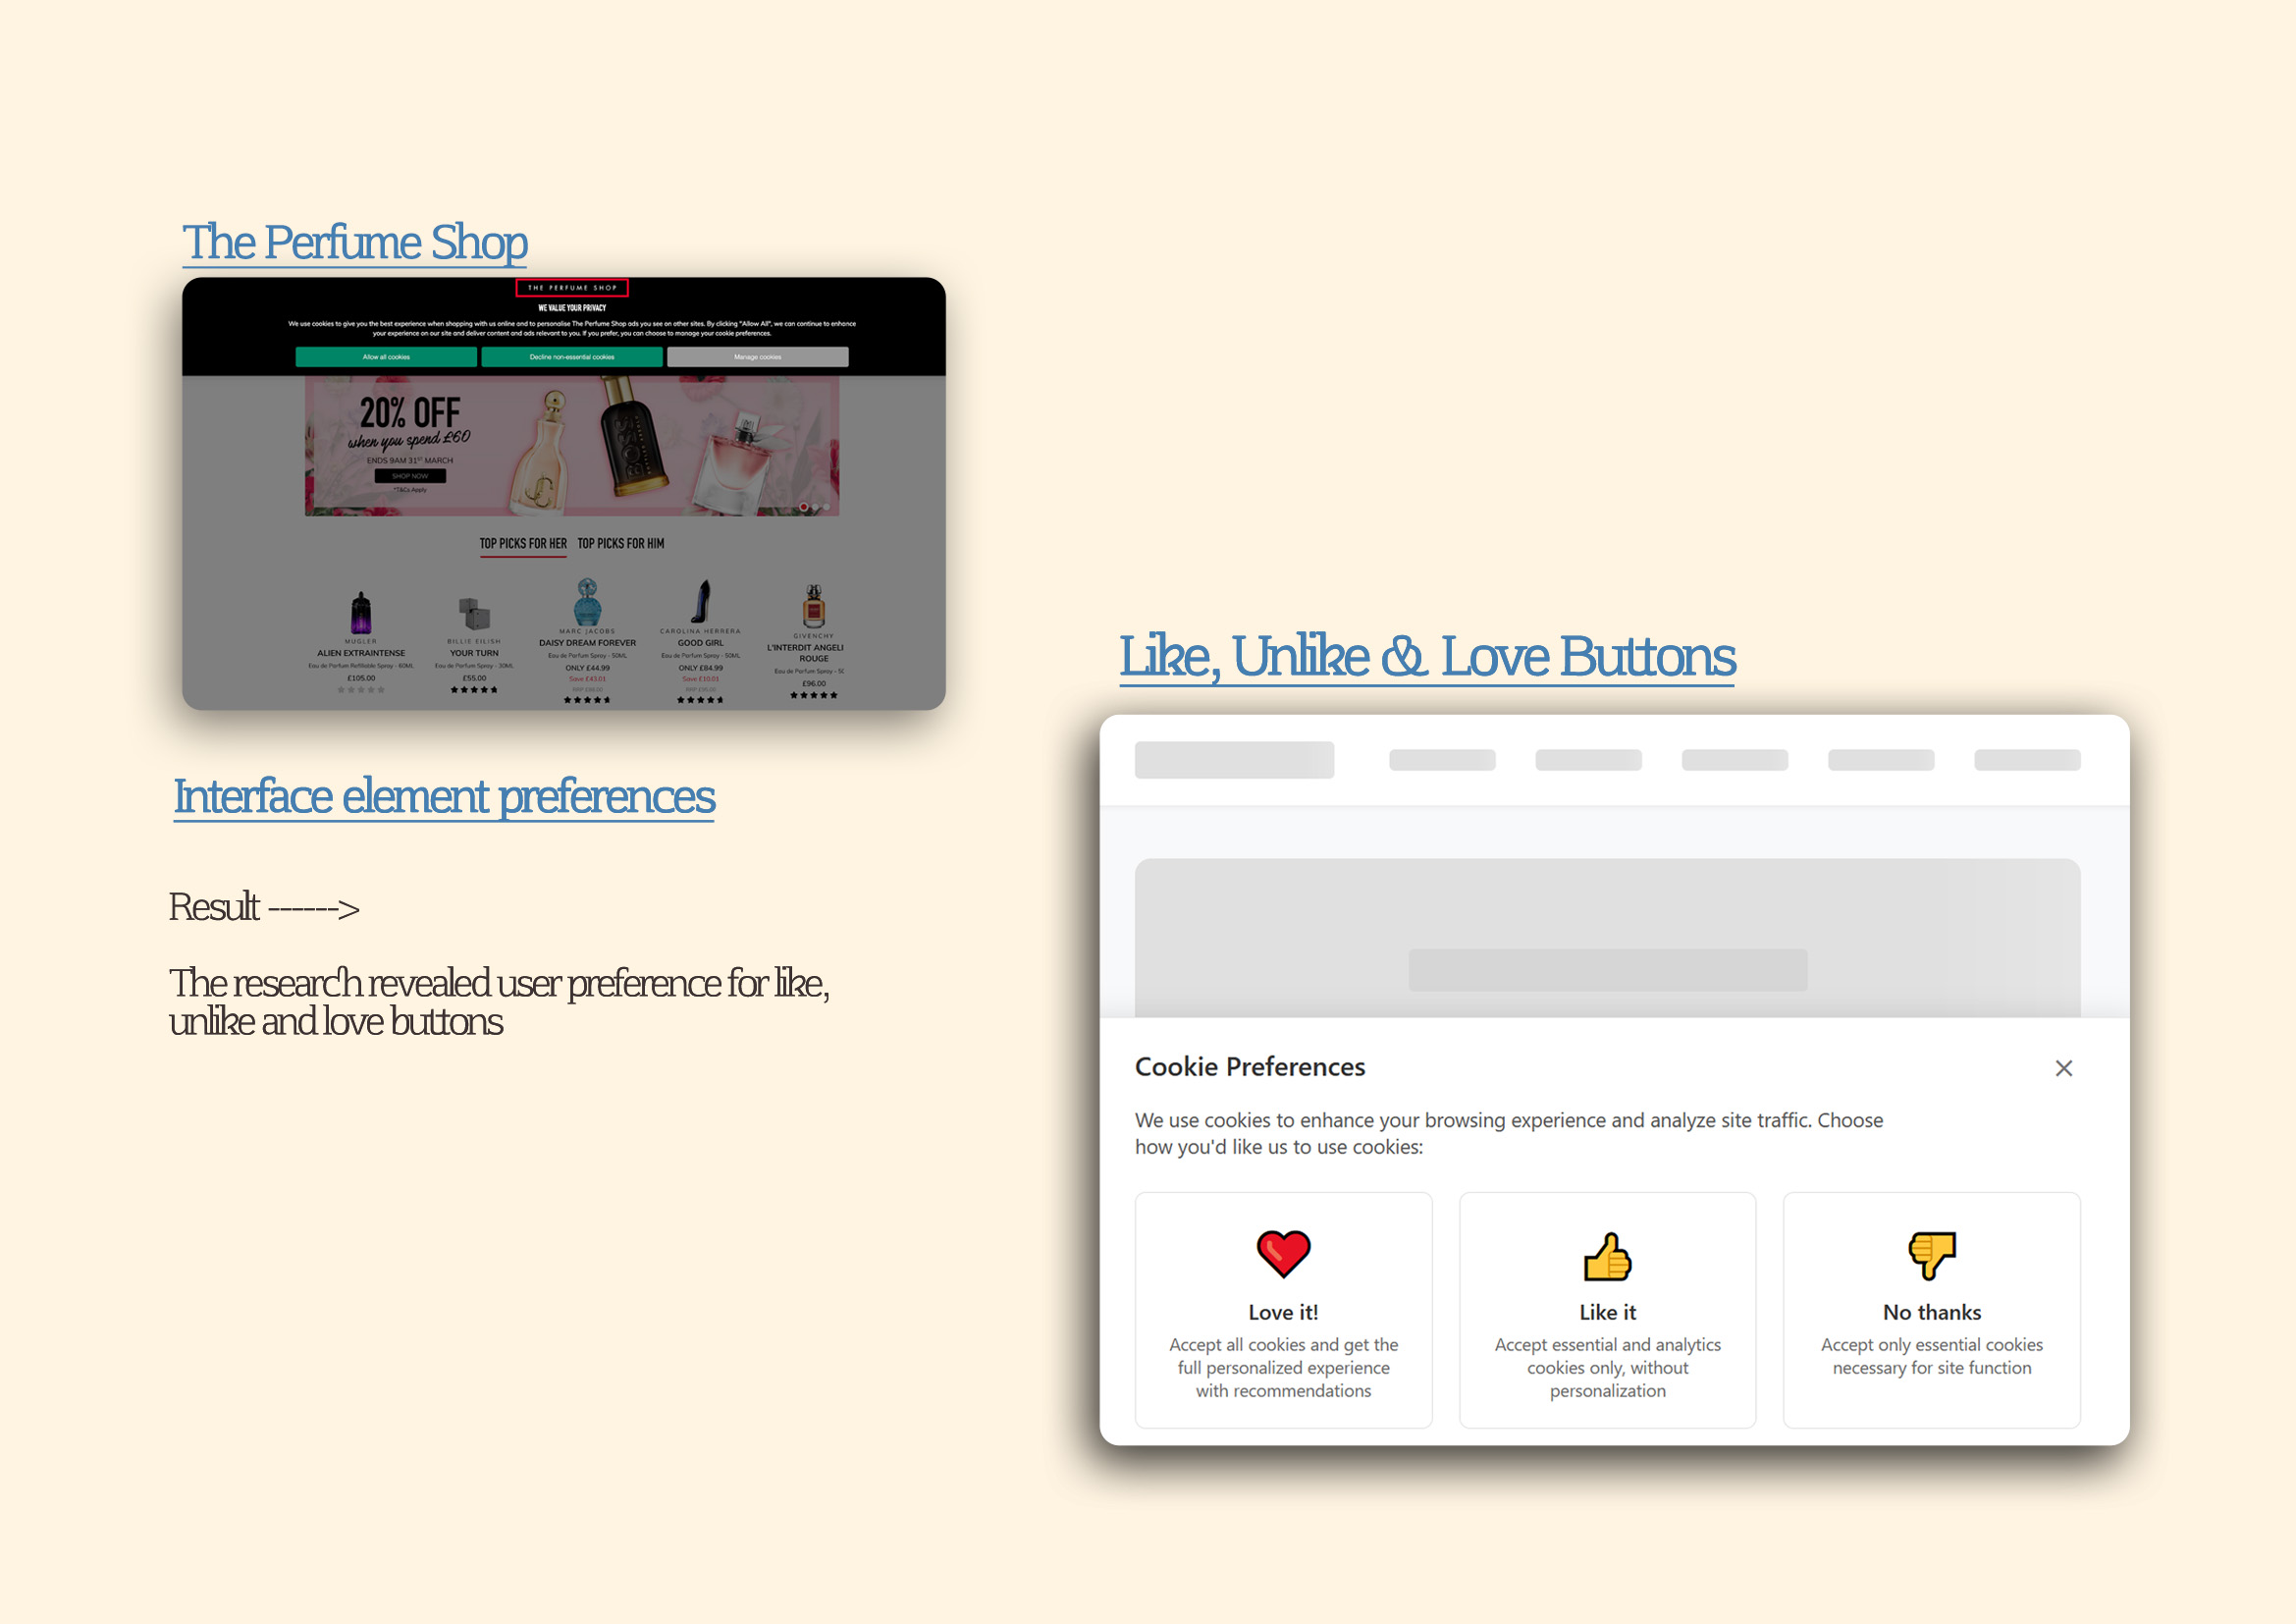 The Perfume Shop
THE PERFUME SHOP
WE VALUE YOUR PRIVACY
We use cookies to give you the best experience when shopping with us online and to personalise The Perfume Shop ads you see on other sites. By clicking "Allow All", we can continue to enhance
your experience on our site and deliver content and ads relevant to you. If you prefer, you can choose to manage your cookie preferences.
Allow all cookies
Decline non-essential cookies
Manage cookies
20% OFF
when you spend £60
ENDS 9AM 31ST MARCH
SHOP NOW
*T&Cs Apply
BOSS
TOP PICKS FOR HER TOP PICKS FOR HIM
MUGLER
ALIEN EXTRAINTENSE
Eau de Parfum Refillable Spray - 60ML
£105.00
BILLIE EILISH
YOUR TURN
Eau de Parfum Spray - 30ML
£55.00
MARC JACOBS
DAISY DREAM FOREVER
Eau de Parfum Spray - 50ML
ONLY £44.99
Save £43.01
CAROLINA HERRERA
GOOD GIRL
Eau de Parfum Spray - 50ML
ONLY £84.99
Save £10.01
GIVENCHY
L'INTERDIT ANGELI
ROUGE
Eau de Parfum Spray - 5(
£96.00
Interface element preferences
Result ------>
The research revealed user preference for like,
unlike and love buttons
Like, Unlike & Love Buttons
Cookie Preferences
We use cookies to enhance your browsing experience and analyze site traffic. Choose
how you'd like us to use cookies:
Love it!
Accept all cookies and get the
full personalized experience
with recommendations
Like it
Accept essential and analytics
cookies only, without
personalization
No thanks
Accept only essential cookies
necessary for site function